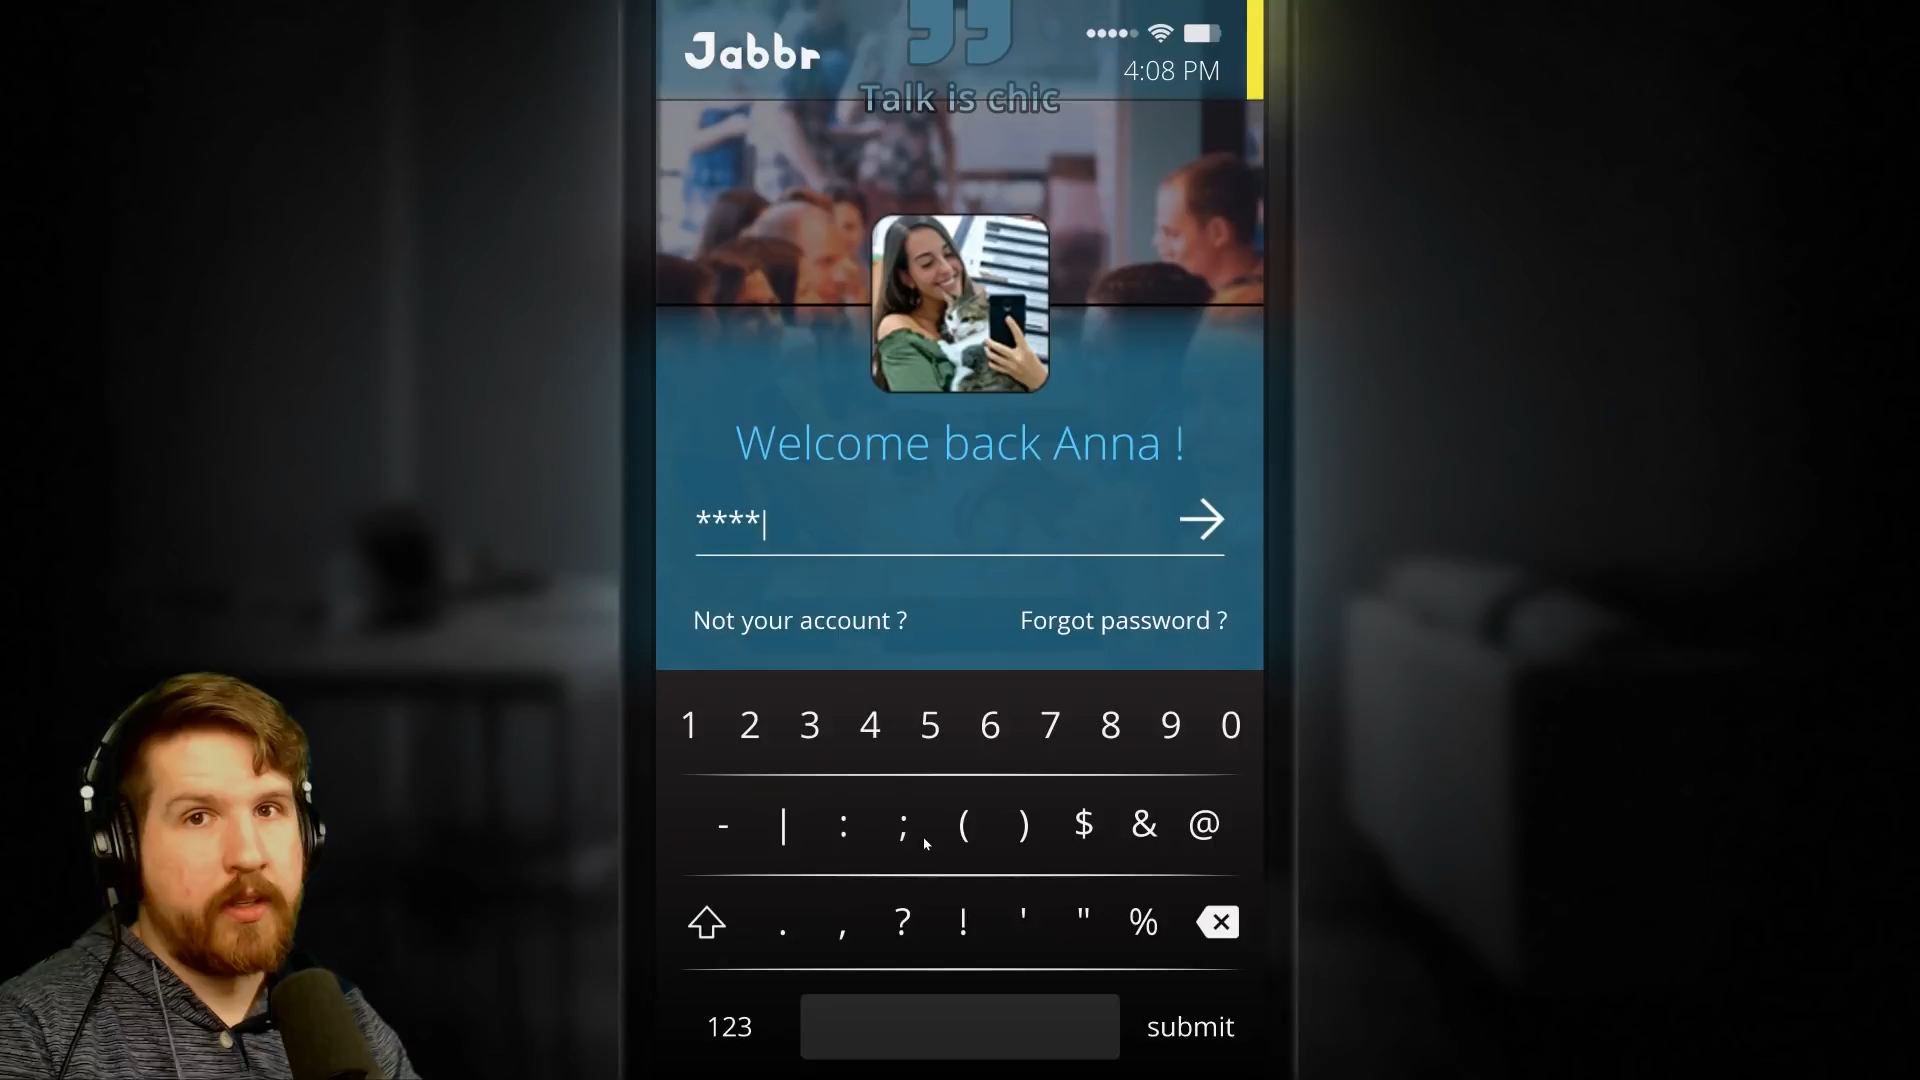 Jabbr
4:08 PM
Talk is chic
Welcome back Anna !
****|
Not your account ?
Forgot password ?
1 2 3 4 5 6 7 8 9 0
- | : ; ( ) $ & @
. , ? ! ' " %
123
submit